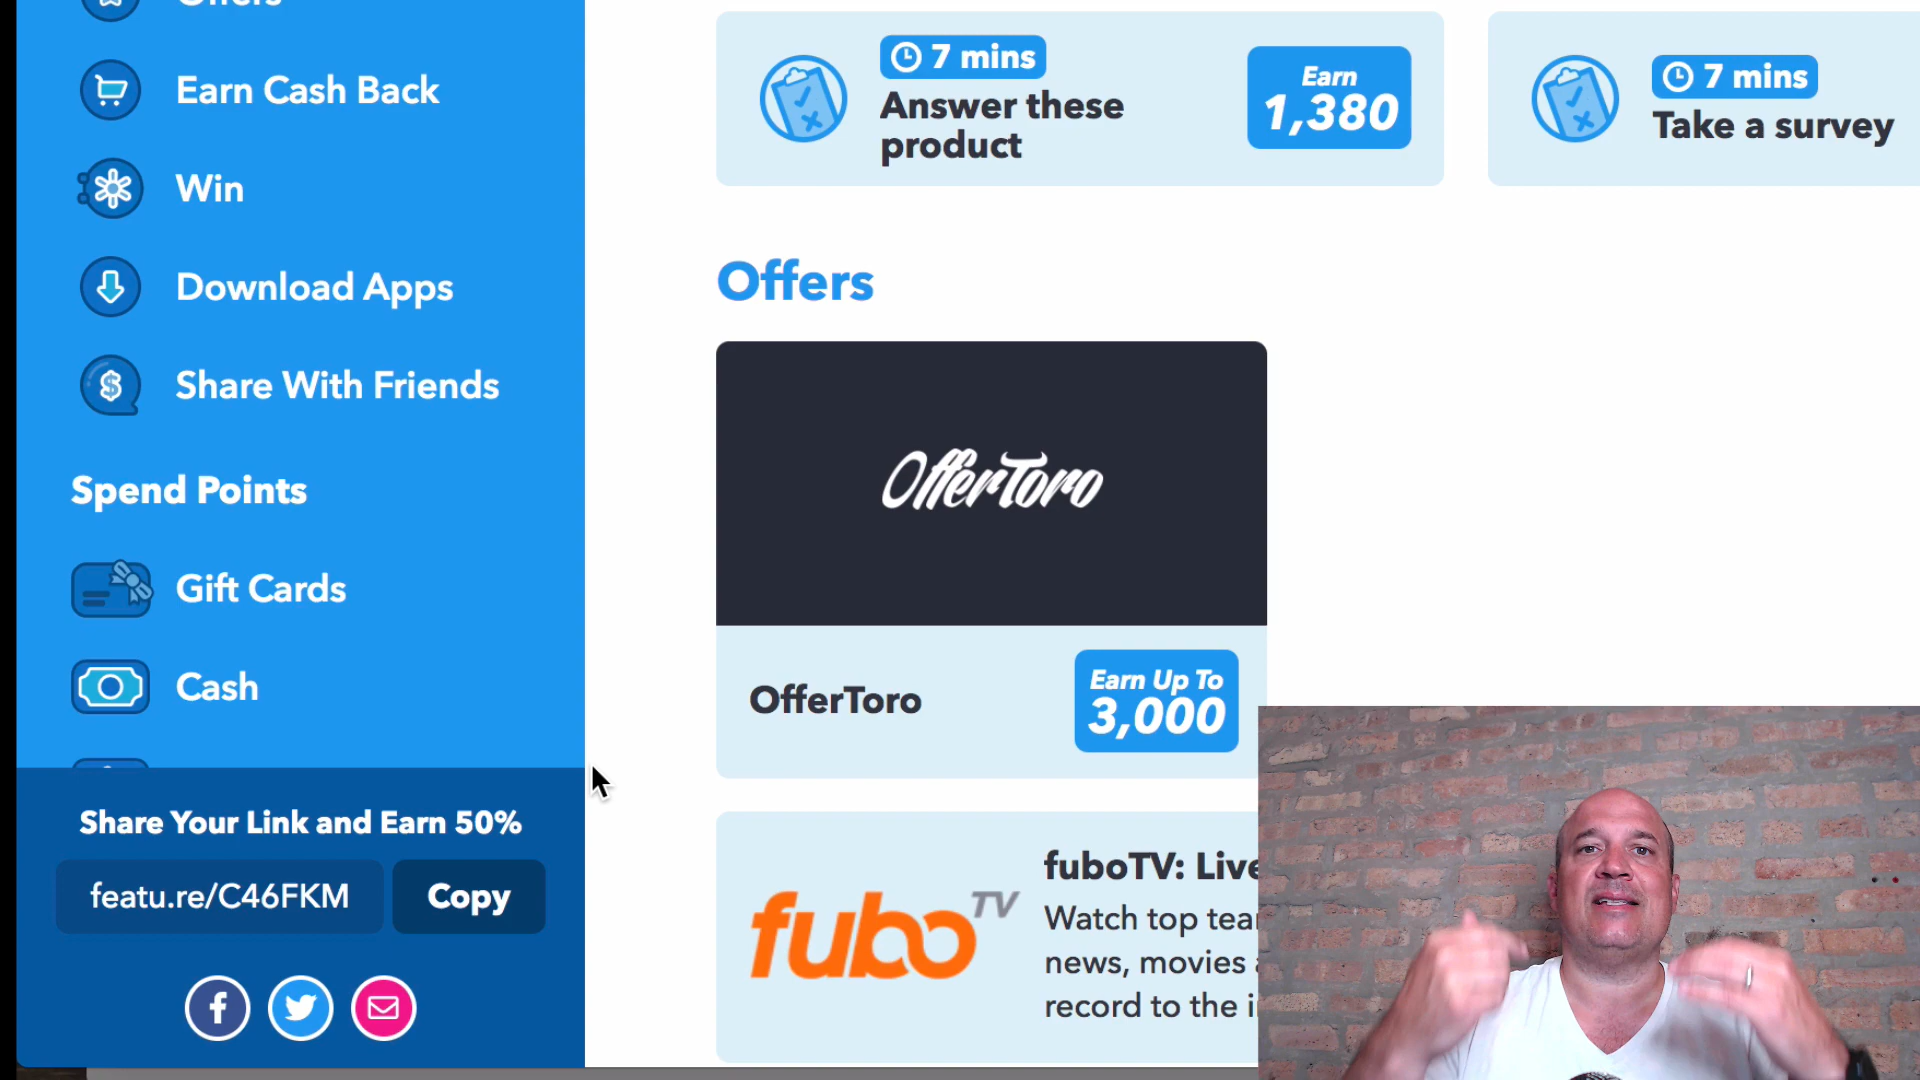 Offers
Earn Cash Back
Win
Download Apps
Share With Friends
Spend Points
Gift Cards
Cash
Share Your Link and Earn 50%
featu.re/C46FKM
Copy
7 mins
Answer these
product
Earn
1,380
7 mins
Take a survey
Offers
OfferToro
OfferToro
Earn Up To
3,000
fuboTV
fuboTV: Live
Watch top tea
news, movies
record to the i